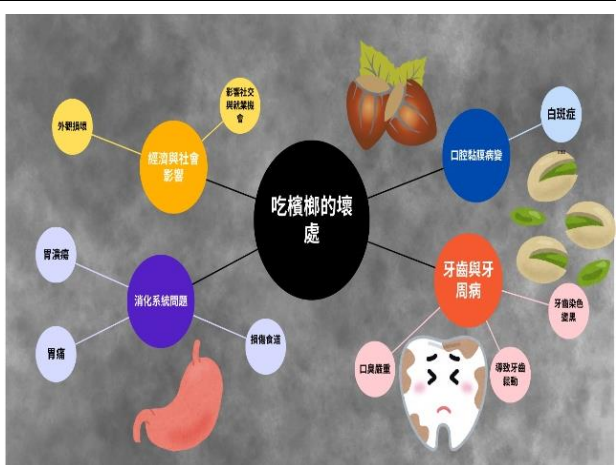 吃檳榔的壞
處
經濟與社會
影響
外觀損壞
影響社交
與就業機
會
口腔黏膜病變
白斑症
消化系統問題
胃潰瘍
胃痛
損傷食道
牙齒與牙
周病
口臭嚴重
導致牙齒
鬆動
牙齒染色
變黑